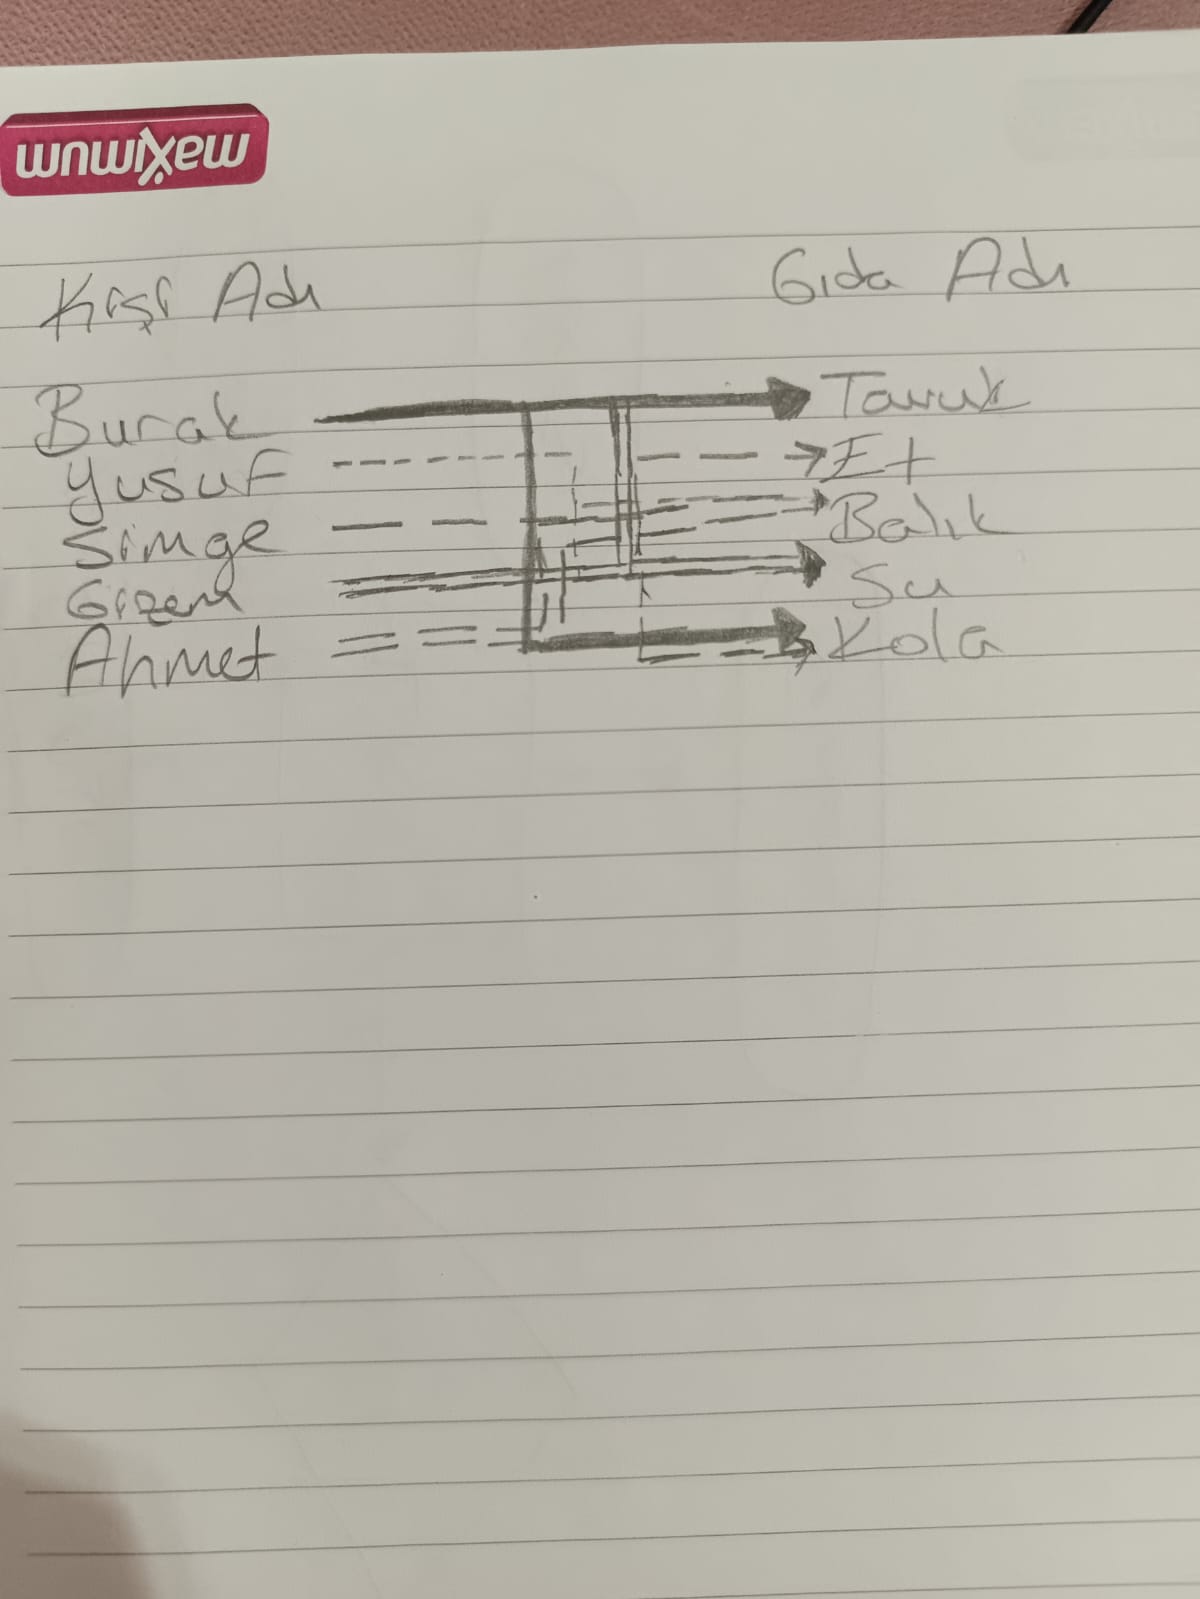 maximum
Kişi Adı Gıda Adı
Burak Tavuk
Yusuf Et
Simge Balık
Gizem Su
Ahmet Kola